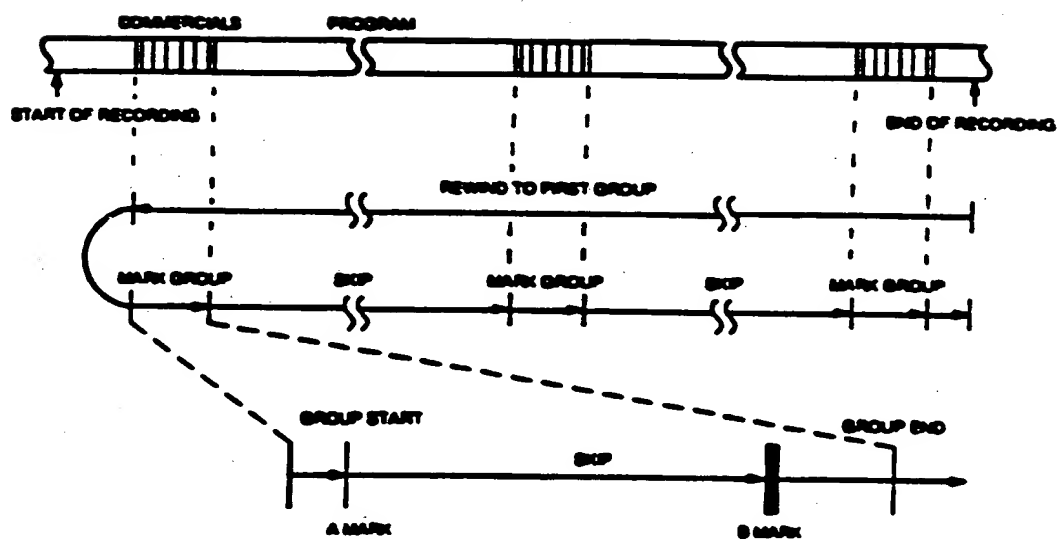 COMMERCIALS PROGRAM
START OF RECORDING END OF RECORDING
REWIND TO FIRST GROUP
MARK GROUP SKIP MARK GROUP SKIP MARK GROUP
GROUP START GROUP END
SKIP
A MARK B MARK